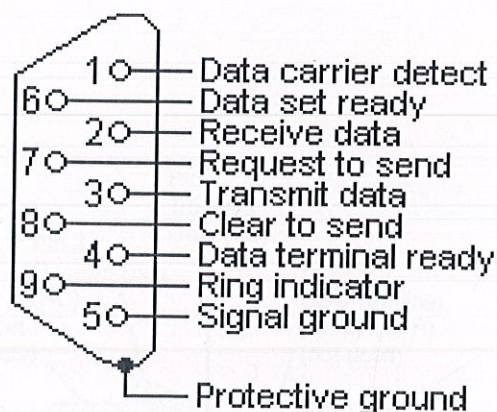 1 Data carrier detect
6 Data set ready
2 Receive data
7 Request to send
3 Transmit data
8 Clear to send
4 Data terminal ready
9 Ring indicator
5 Signal ground
Protective ground